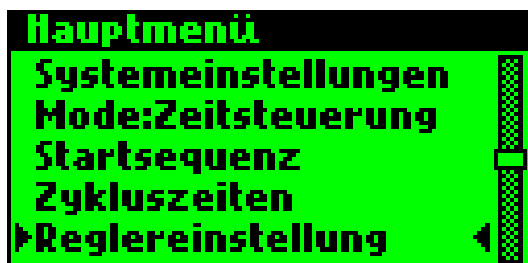 Hauptmenü
Systemeinstellungen
Mode:Zeitsteuerung
Startsequenz
Zykluszeiten
Reglereinstellung